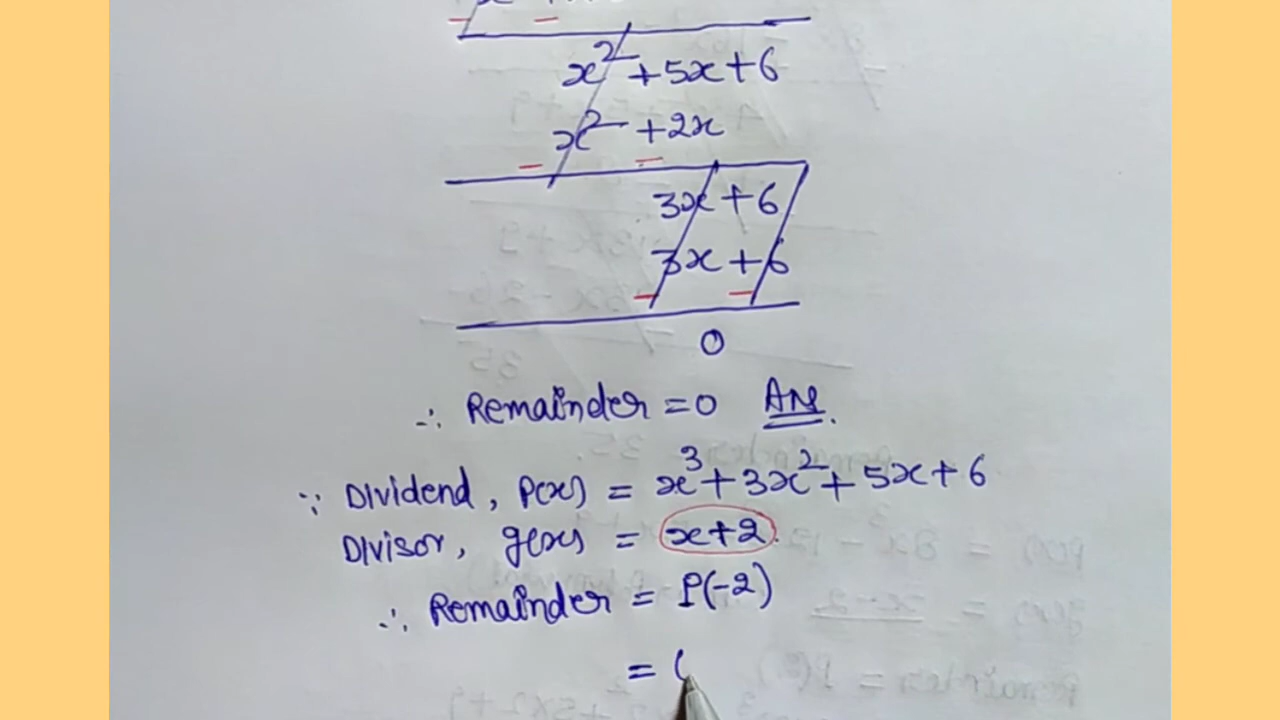 x² +5x+6
x² +2x
3x+6
3x+6
0
∴ Remainder = 0 Ans.
∵ Dividend, p(x) = x³+3x²+5x+6
Divisor, g(x) = x+2.
∴ Remainder = P(-2)
= (